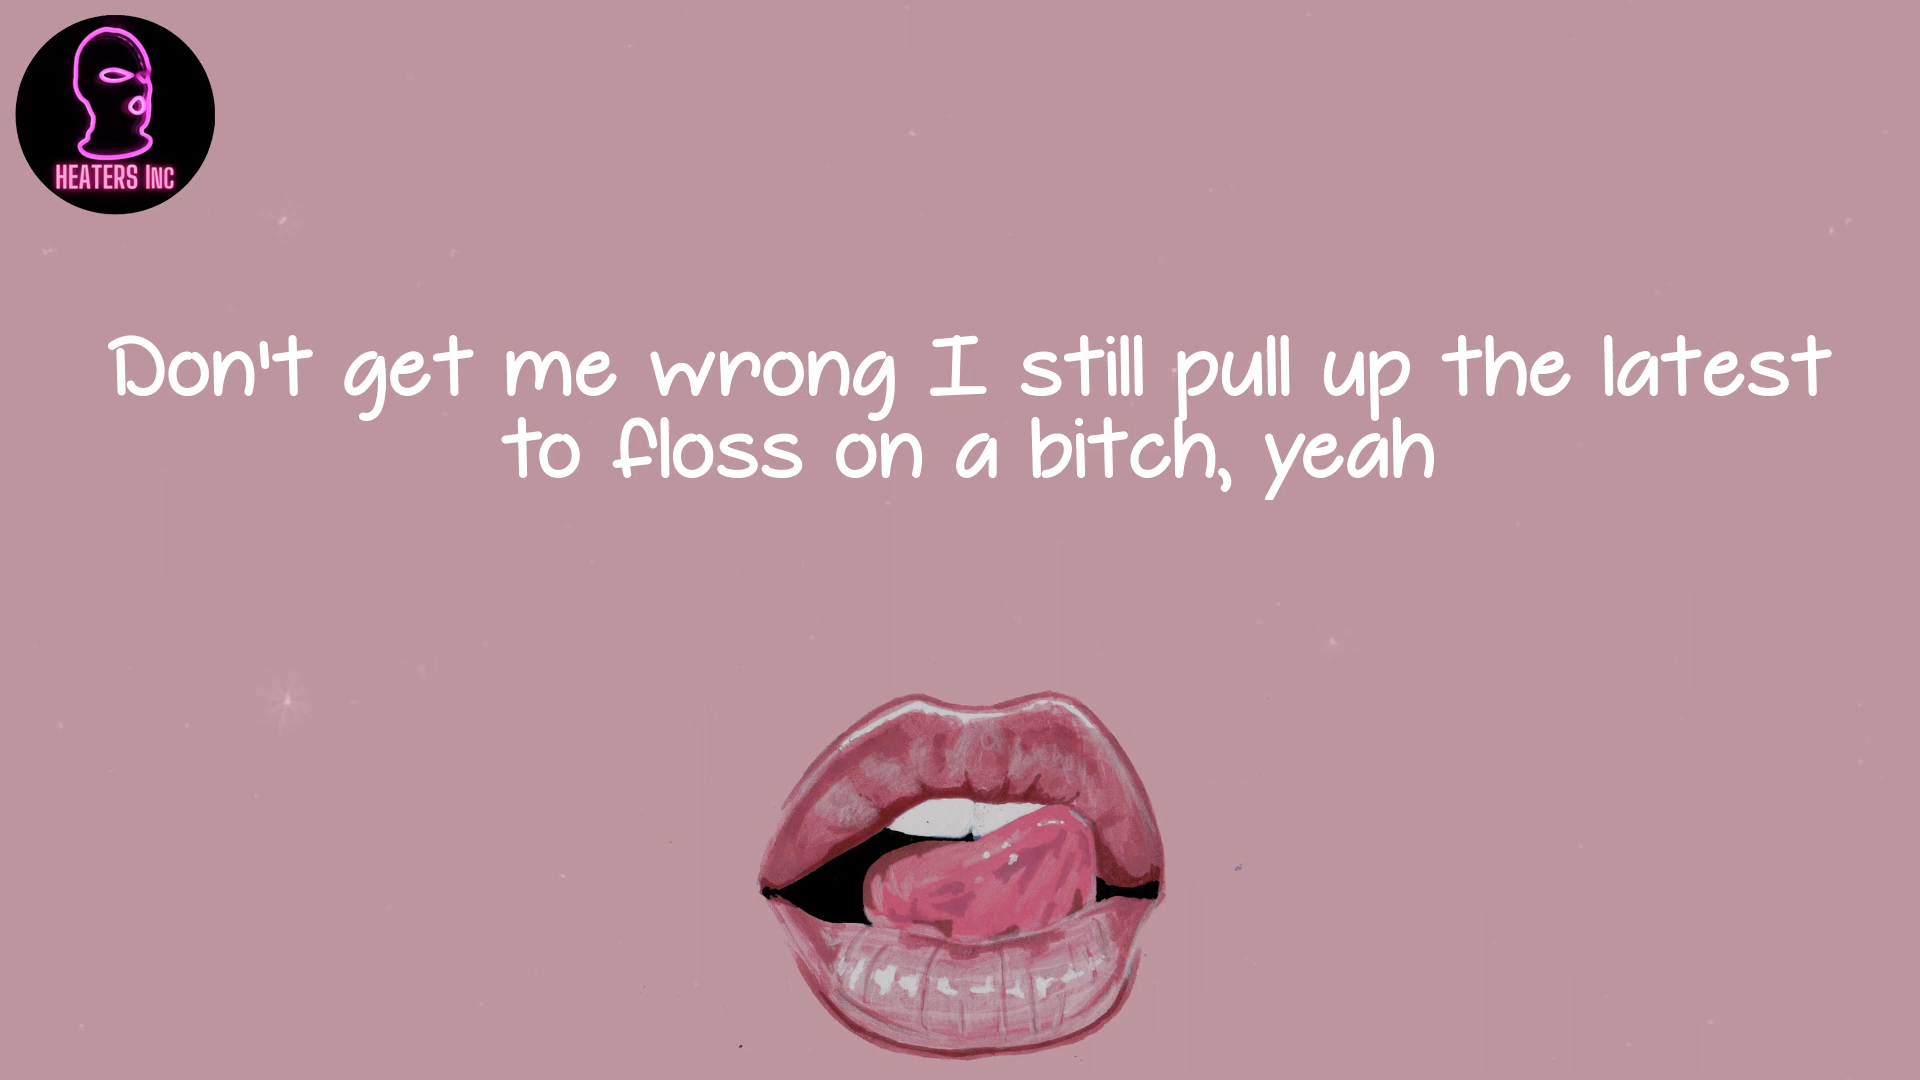 HEATERS INC
Don't get me wrong I still pull up the latest
to floss on a bitch, yeah